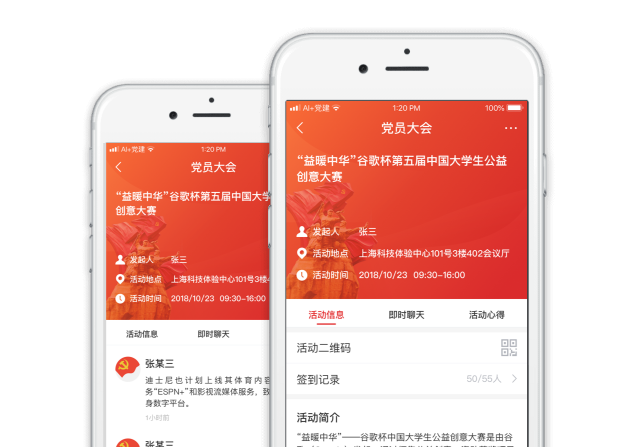 AI+党建
1:20 PM
党员大会
“益暖中华”谷歌杯第五届中国大学
创意大赛
发起人 张三
活动地点 上海科技体验中心101号3楼4
活动时间 2018/10/23 09:30-16:00
活动信息 即时聊天
张某三
迪士尼也计划上线其体育内容
务“ESPN+”和影视流媒体服务，致
身数字平台。
1小时前
张某三
AI+党建 1:20 PM 100%
党员大会
“益暖中华”谷歌杯第五届中国大学生公益
创意大赛
发起人 张三
活动地点 上海科技体验中心101号3楼402会议厅
活动时间 2018/10/23 09:30-16:00
活动信息 即时聊天 活动心得
活动二维码
签到记录 50/55人
活动简介
“益暖中华”——谷歌杯中国大学生公益创意大赛是由谷